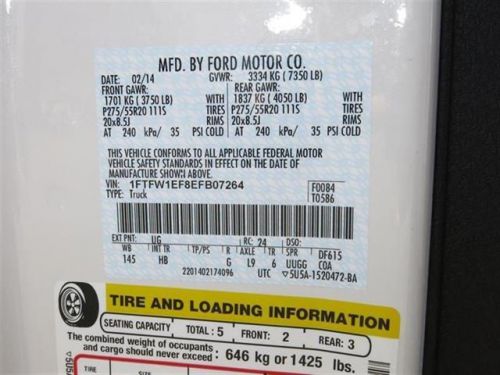 MFD. BY FORD MOTOR CO.
DATE: 02/14 GVWR: 3334 KG ( 7350 LB)
FRONT GAWR: REAR GAWR:
1701 KG ( 3750 LB) WITH 1837 KG ( 4050 LB) WITH
P275/55R20 111S TIRES P275/55R20 111S TIRES
20x8.5J RIMS 20x8.5J RIMS
AT 240 kPa/ 35 PSI COLD AT 240 kPa/ 35 PSI COLD
THIS VEHICLE CONFORMS TO ALL APPLICABLE FEDERAL MOTOR
VEHICLE SAFETY STANDARDS IN EFFECT ON THE DATE OF
MANUFACTURE SHOWN ABOVE.
VIN: 1FTFW1EF8EFB07264 F0084
TYPE: Truck T0586
EXT PNT: UG RC: 24 DSO:
WB INT TR TP/PS R AXLE TR SPR DF615
145 HB G L9 6 UUGG COA
2201402174096 UTC 5U5A-1520472-BA
TIRE AND LOADING INFORMATION
SEATING CAPACITY TOTAL: 5 FRONT: 2 REAR: 3
The combined weight of occupants
and cargo should never exceed: 646 kg or 1425 lbs.
TIRE SIZE